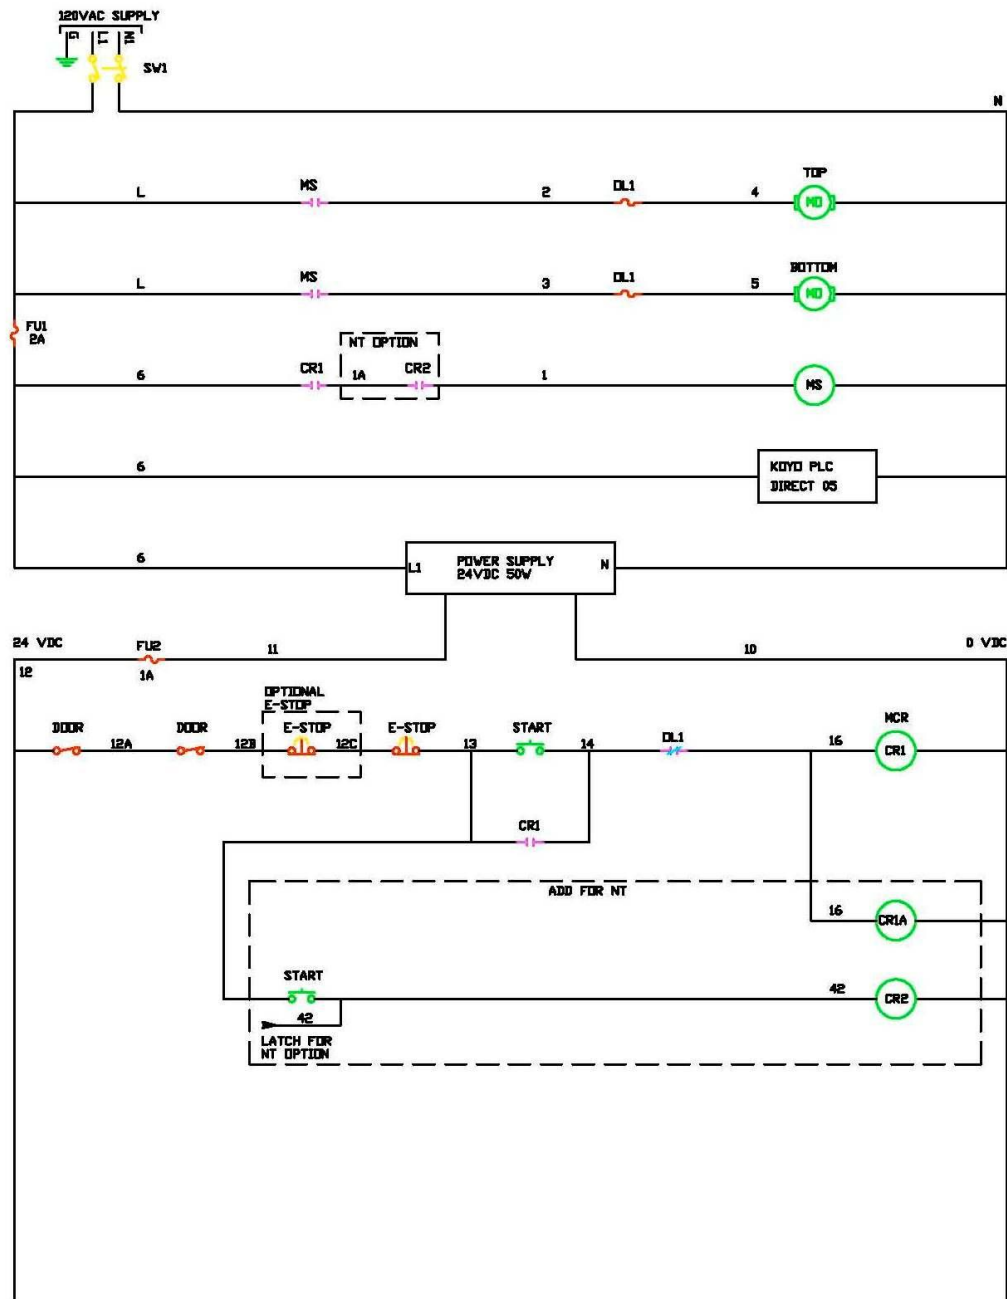 120VAC SUPPLY
G L1 N1
SW1
N
TOP
L MS 2 OL1 4 MO
BOTTOM
L MS 3 OL1 5 MO
FU1
2A
NT OPTION
6 CR1 1A CR2 1 MS
6 KOYO PLC
DIRECT 05
6 L1 POWER SUPPLY N
24VDC 50W
24 VDC FU2 11 10 0 VDC
12 1A
OPTIONAL
E-STOP
DOOR DOOR E-STOP E-STOP START MCR
12A 12B 12C 13 14 OL1 16 CR1
CR1
ADD FOR NT
16 CR1A
START
42 CR2
42
LATCH FOR
NT OPTION